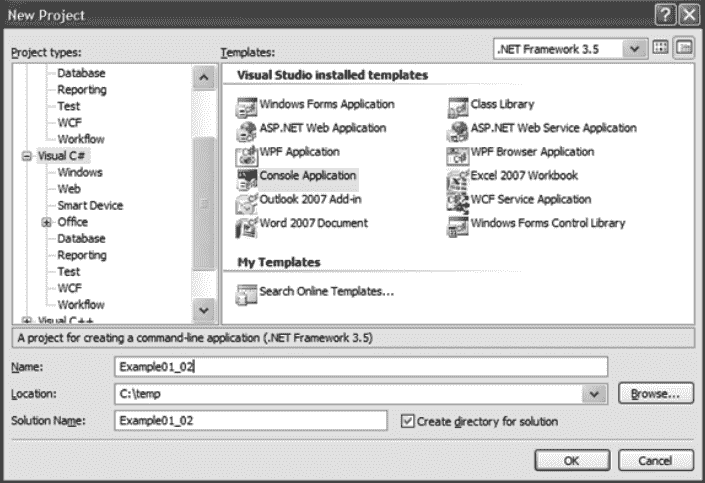 New Project
Project types:
Templates:
.NET Framework 3.5
Database
Reporting
Test
WCF
Workflow
Visual C#
Windows
Web
Smart Device
Office
Database
Reporting
Test
WCF
Workflow
Visual C++
Visual Studio installed templates
Windows Forms Application
Class Library
ASP.NET Web Application
ASP.NET Web Service Application
WPF Application
WPF Browser Application
Console Application
Excel 2007 Workbook
Outlook 2007 Add-in
WCF Service Application
Word 2007 Document
Windows Forms Control Library
My Templates
Search Online Templates...
A project for creating a command-line application (.NET Framework 3.5)
Name:
Example01_02
Location:
C:\temp
Browse...
Solution Name:
Example01_02
Create directory for solution
OK
Cancel